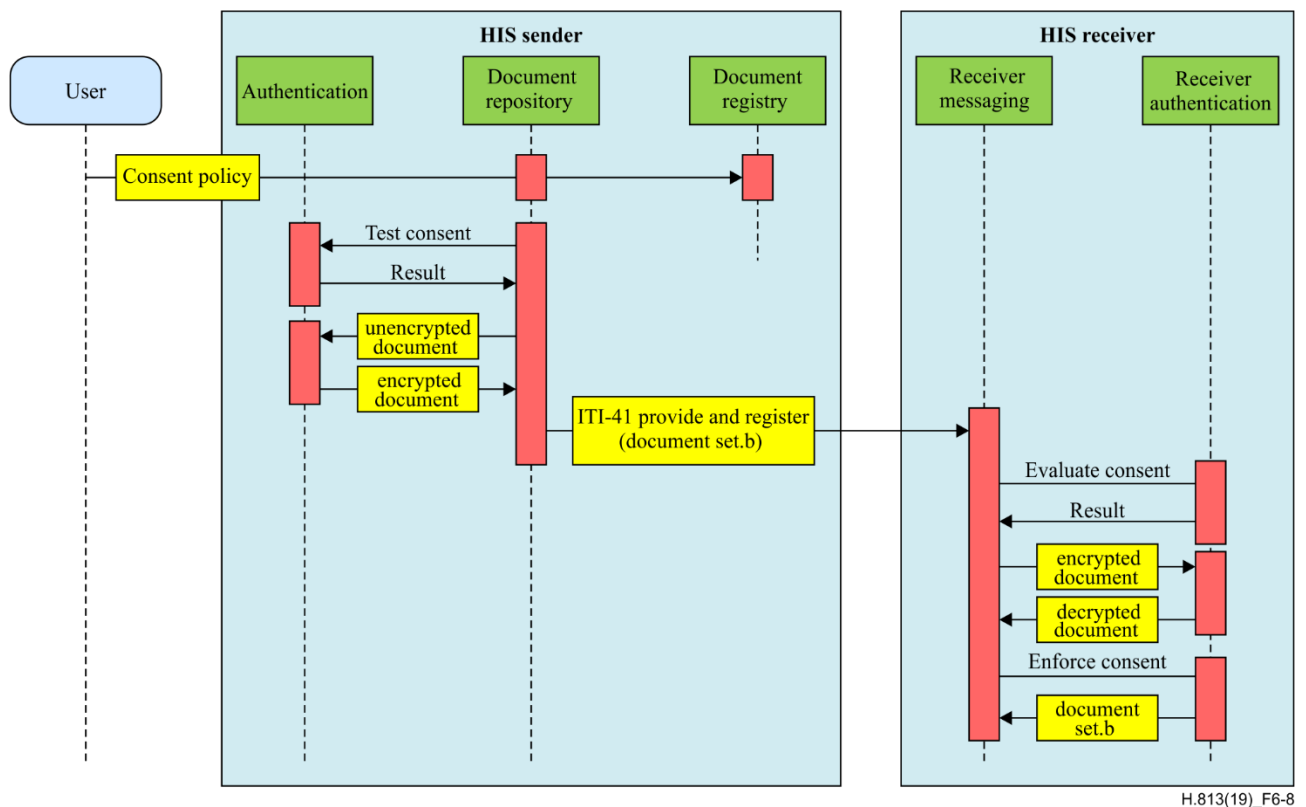 HIS sender
HIS receiver
User
Authentication
Document
repository
Document
registry
Receiver
messaging
Receiver
authentication
Consent policy
Test consent
Result
unencrypted
document
encrypted
document
ITI-41 provide and register
(document set.b)
Evaluate consent
Result
encrypted
document
decrypted
document
Enforce consent
document
set.b
H.813(19)_F6-8